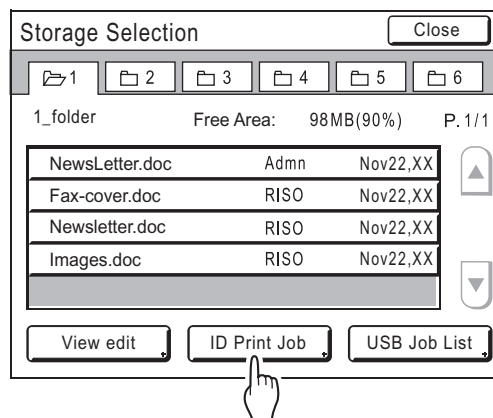 Storage Selection Close
1 2 3 4 5 6
1_folder Free Area: 98MB(90%) P.1/1
NewsLetter.doc Admn Nov22,XX
Fax-cover.doc RISO Nov22,XX
Newsletter.doc RISO Nov22,XX
Images.doc RISO Nov22,XX
View edit ID Print Job USB Job List